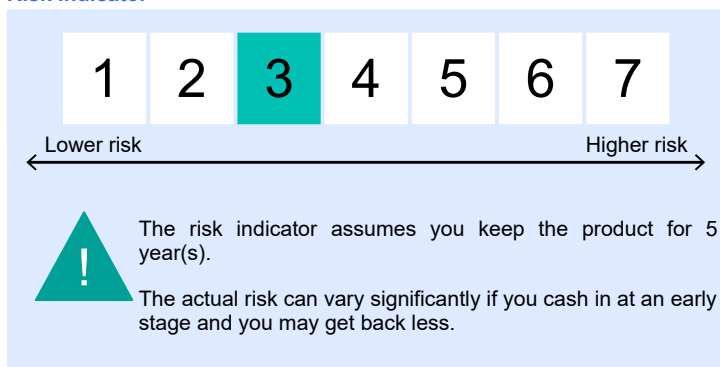 Risk Indicator
1 2 3 4 5 6 7
Lower risk Higher risk
!
The risk indicator assumes you keep the product for 5
year(s).
The actual risk can vary significantly if you cash in at an early
stage and you may get back less.